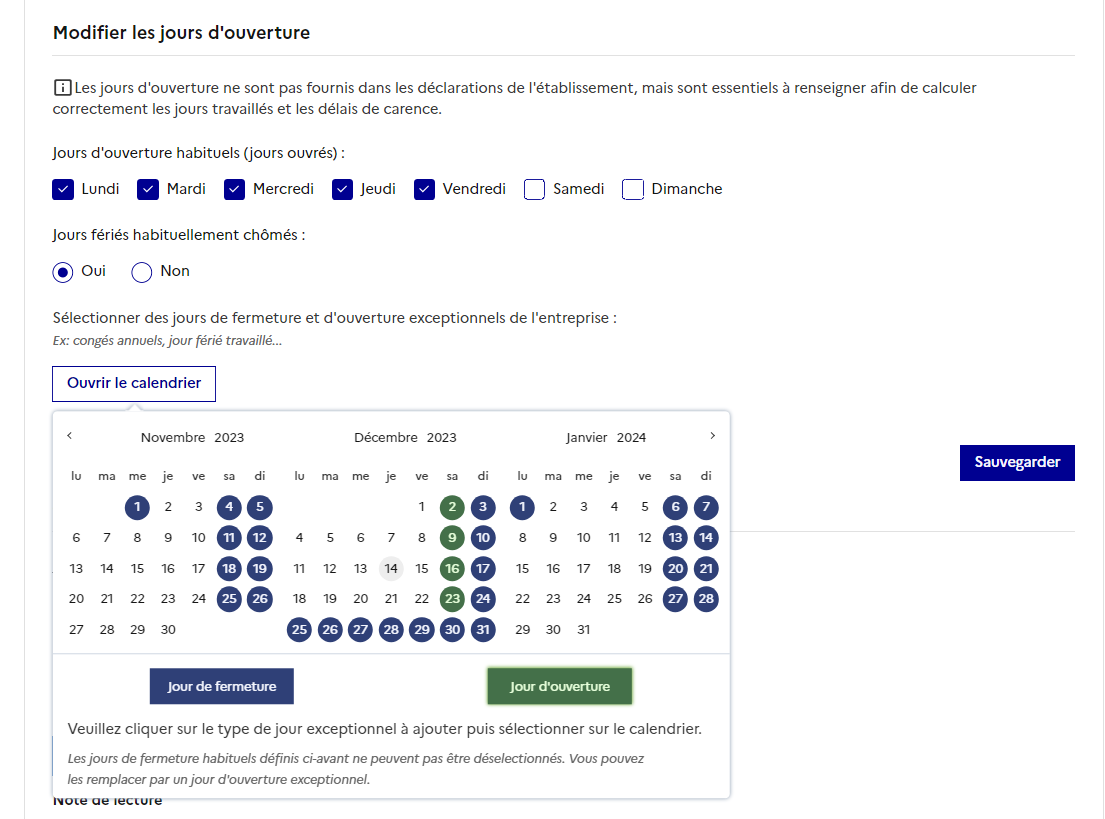 Modifier les jours d'ouverture
Les jours d'ouverture ne sont pas fournis dans les déclarations de l'établissement, mais sont essentiels à renseigner afin de calculer
correctement les jours travaillés et les délais de carence.
Jours d'ouverture habituels (jours ouvrés) :
Lundi Mardi Mercredi Jeudi Vendredi Samedi Dimanche
Jours fériés habituellement chômés :
Oui Non
Sélectionner des jours de fermeture et d'ouverture exceptionnels de l'entreprise :
Ex: congés annuels, jour férié travaillé...
Ouvrir le calendrier
‹ Novembre 2023 Décembre 2023 Janvier 2024 ›
Sauvegarder
lu ma me je ve sa di lu ma me je ve sa di lu ma me je ve sa di
1 2 3 4 5 1 2 3 1 2 3 4 5 6 7
6 7 8 9 10 11 12 4 5 6 7 8 9 10 8 9 10 11 12 13 14
13 14 15 16 17 18 19 11 12 13 14 15 16 17 15 16 17 18 19 20 21
20 21 22 23 24 25 26 18 19 20 21 22 23 24 22 23 24 25 26 27 28
27 28 29 30 25 26 27 28 29 30 31 29 30 31
Jour de fermeture Jour d'ouverture
Veuillez cliquer sur le type de jour exceptionnel à ajouter puis sélectionner sur le calendrier.
Les jours de fermeture habituels définis ci-avant ne peuvent pas être déselectionnés. Vous pouvez
les remplacer par un jour d'ouverture exceptionnel.
Note de lecture